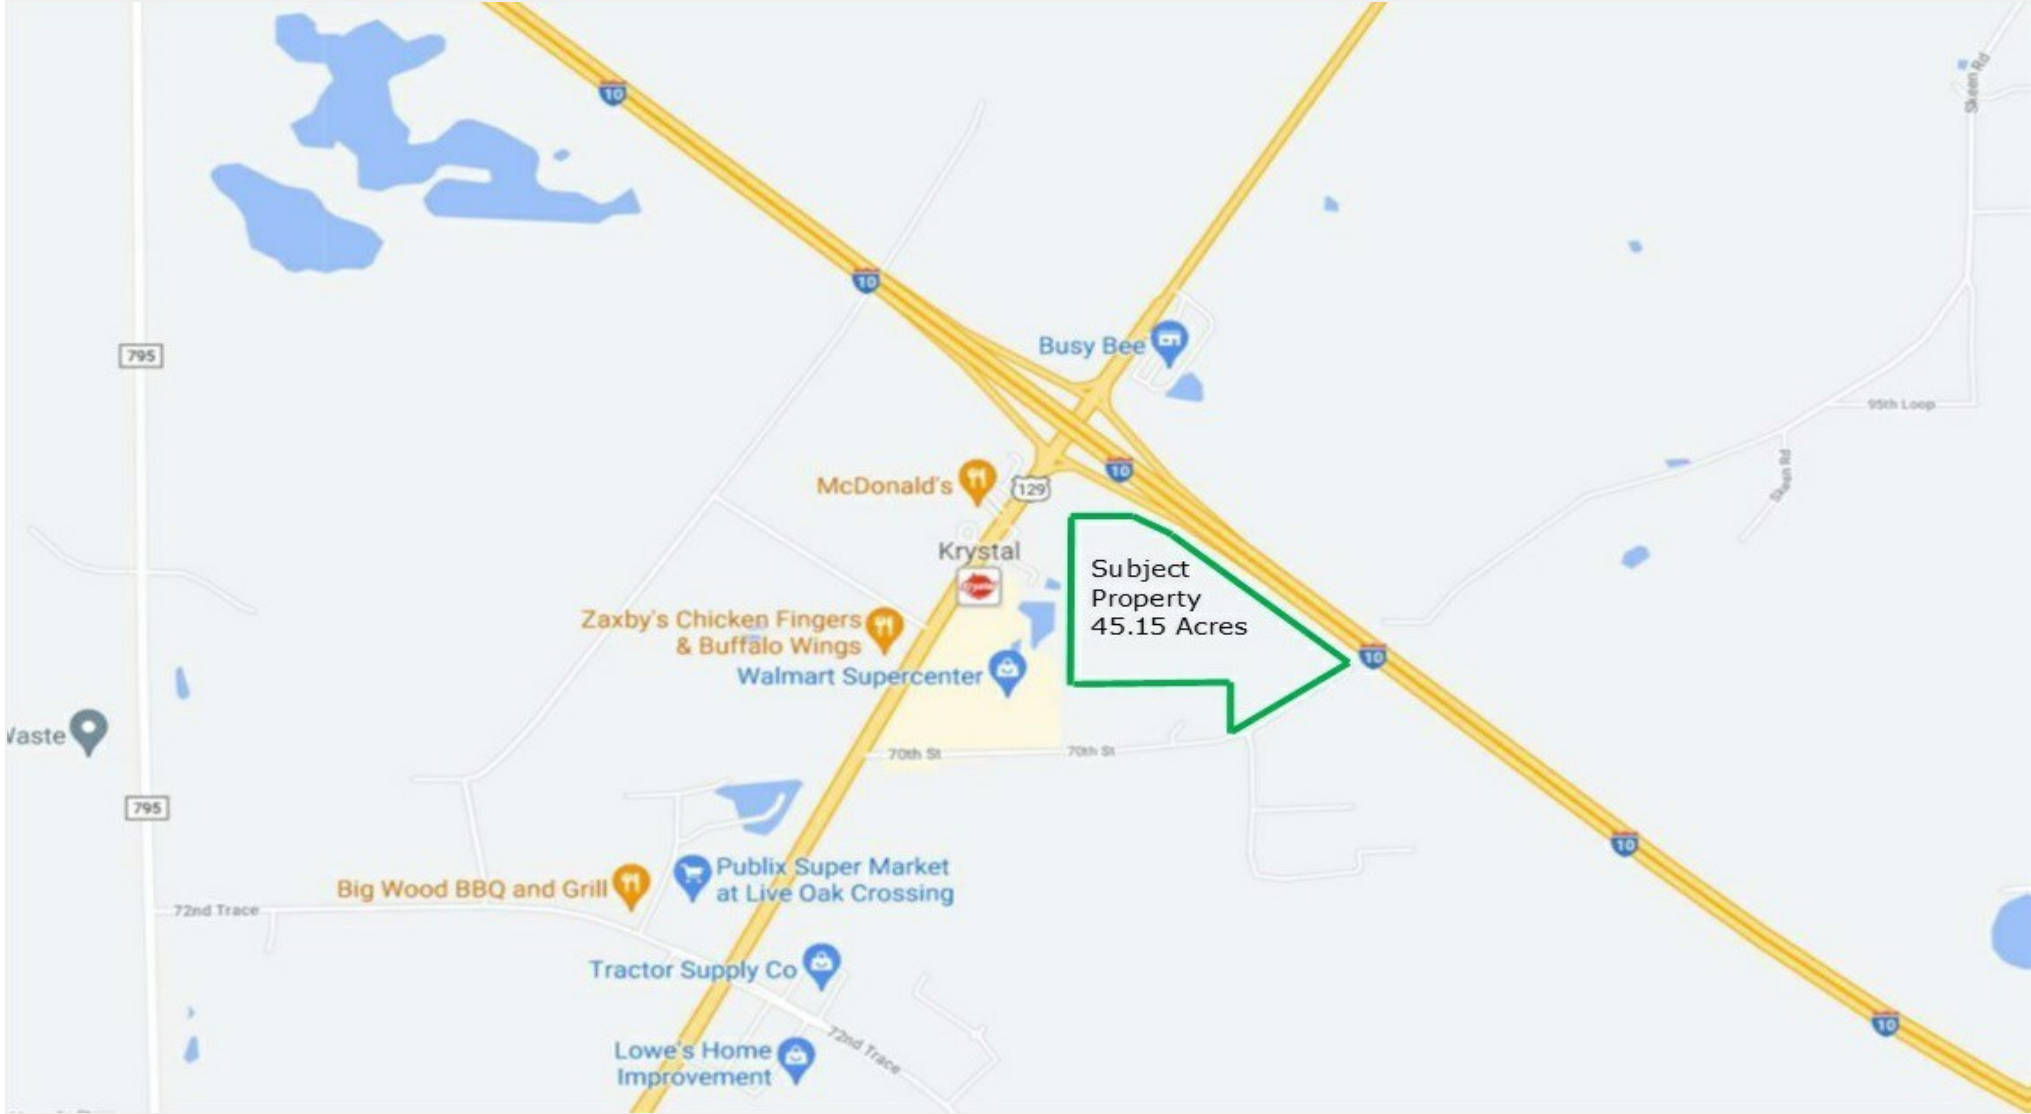 10
Skeen Rd
10
795
Busy Bee
95th Loop
McDonald's
129
10
Skeen Rd
Krystal
Subject
Property
45.15 Acres
Zaxby's Chicken Fingers
& Buffalo Wings
Walmart Supercenter
10
Waste
70th St
70th St
795
10
Publix Super Market
at Live Oak Crossing
Big Wood BBQ and Grill
72nd Trace
Tractor Supply Co
10
72nd Trace
Lowe's Home
Improvement